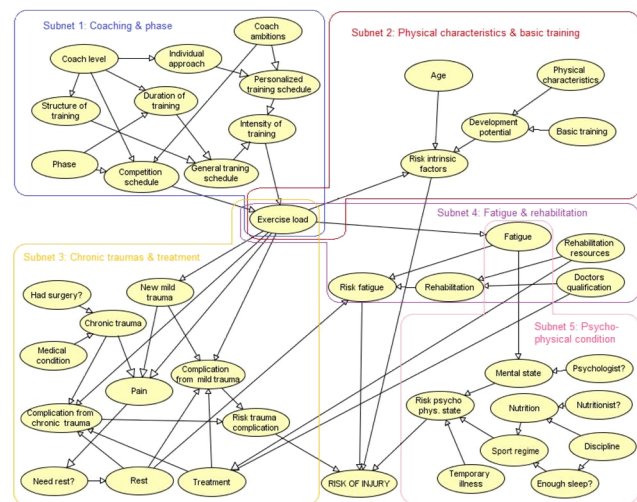 Subnet 1: Coaching & phase
Coach
ambitions
Coach level
Individual
approach
Personalized
training schedule
Structure of
training
Duration of
training
Intensity of
training
Phase
Competition
schedule
General traning
schedule
Subnet 2: Physical characteristics & basic training
Age
Physical
characteristics
Development
potential
Basic training
Risk intrinsic
factors
Exercise load
Subnet 4: Fatigue & rehabilitation
Fatigue
Rehabilitation
resources
Risk fatigue
Rehabilitation
Doctors
qualification
Subnet 3: Chronic traumas & treatment
Had surgery?
New mild
trauma
Chronic trauma
Medical
condition
Pain
Complication
from mild trauma
Complication from
chronic trauma
Risk trauma
complication
Need rest?
Rest
Treatment
RISK OF INJURY
Subnet 5: Psycho-
physical condition
Mental state
Psychologist?
Risk psycho
phys. state
Nutrition
Nutritionist?
Sport regime
Discipline
Temporary
illness
Enough sleep?